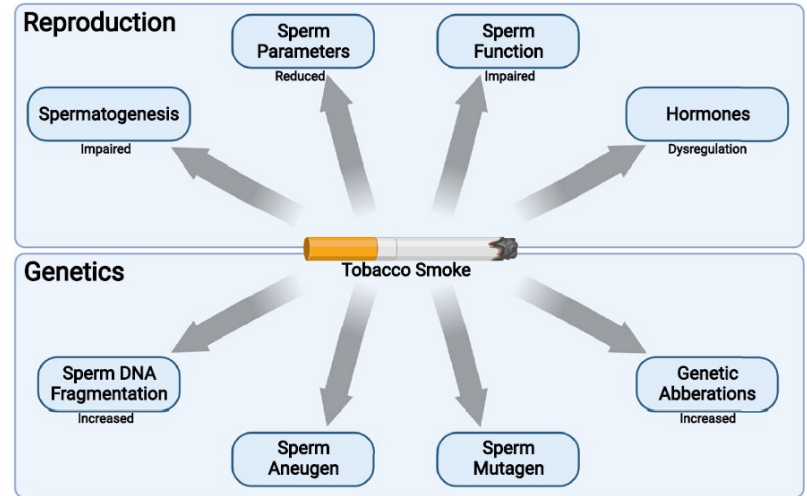 Reproduction
Sperm
Parameters
Reduced
Sperm
Function
Impaired
Spermatogenesis
Impaired
Hormones
Dysregulation
Tobacco Smoke
Genetics
Sperm DNA
Fragmentation
Increased
Sperm
Aneugen
Sperm
Mutagen
Genetic
Abberations
Increased